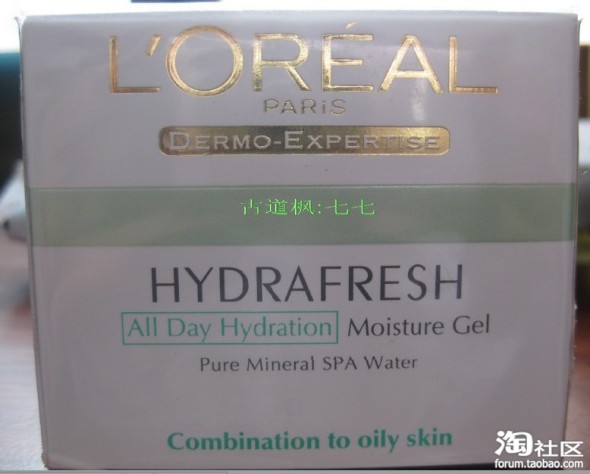 L'ORÉAL
PARiS
DERMO-EXPERTISE
古道枫:七七
HYDRAFRESH
All Day Hydration Moisture Gel
Pure Mineral SPA Water
Combination to oily skin
淘社区
forum.taobao.com